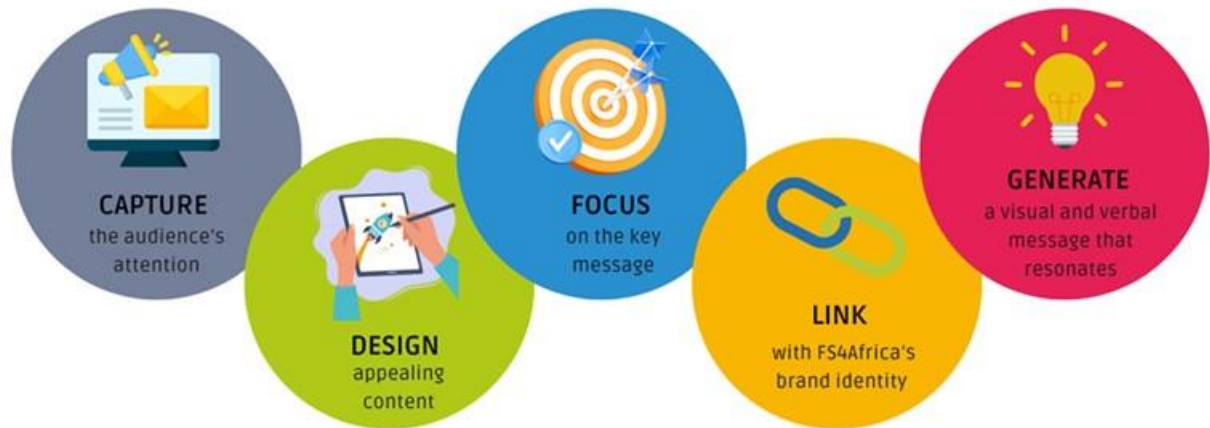 CAPTURE
the audience's
attention
DESIGN
appealing
content
FOCUS
on the key
message
LINK
with FS4Africa's
brand identity
GENERATE
a visual and verbal
message that
resonates